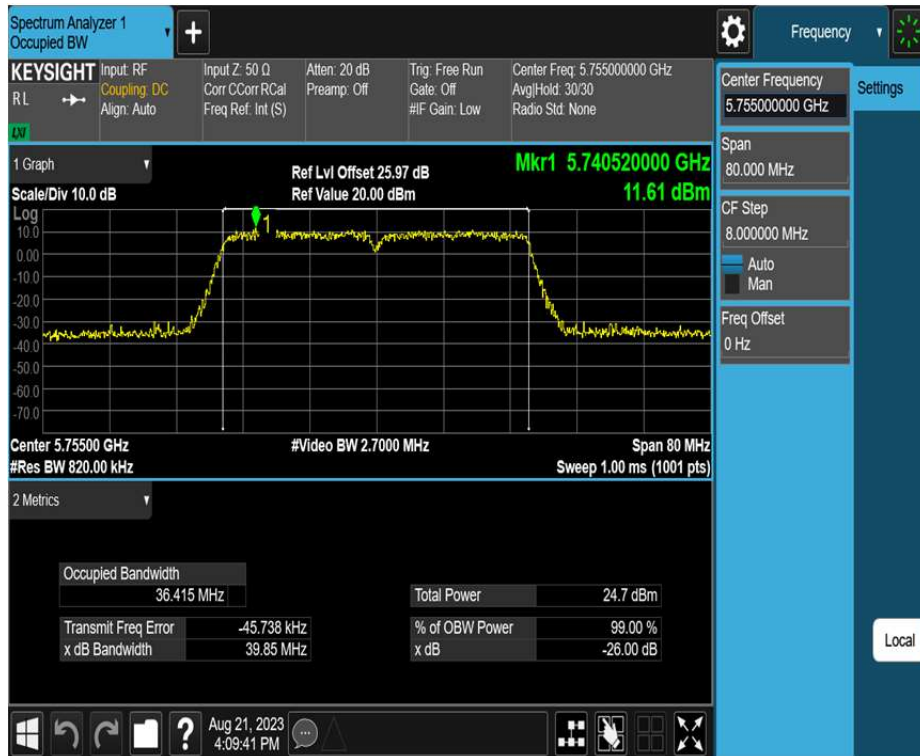 Spectrum Analyzer 1
Occupied BW
+
Frequency
KEYSIGHT
R L
LXI
Input: RF
Coupling: DC
Align: Auto
Input Z: 50 Ω
Corr CCorr RCal
Freq Ref: Int (S)
Atten: 20 dB
Preamp: Off
Trig: Free Run
Gate: Off
#IF Gain: Low
Center Freq: 5.755000000 GHz
Avg|Hold: 30/30
Radio Std: None
Center Frequency
5.755000000 GHz
Settings
Span
80.000 MHz
CF Step
8.000000 MHz
Auto
Man
Freq Offset
0 Hz
1 Graph
Scale/Div 10.0 dB
Ref Lvl Offset 25.97 dB
Ref Value 20.00 dBm
Mkr1 5.740520000 GHz
11.61 dBm
Log
1
10.0
0.00
-10.0
-20.0
-30.0
-40.0
-50.0
-60.0
-70.0
Center 5.75500 GHz
#Video BW 2.7000 MHz
Span 80 MHz
#Res BW 820.00 kHz
Sweep 1.00 ms (1001 pts)
2 Metrics
Occupied Bandwidth
36.415 MHz
Total Power 24.7 dBm
Transmit Freq Error -45.738 kHz
% of OBW Power 99.00 %
x dB Bandwidth 39.85 MHz
x dB -26.00 dB
Local
?
Aug 21, 2023
4:09:41 PM